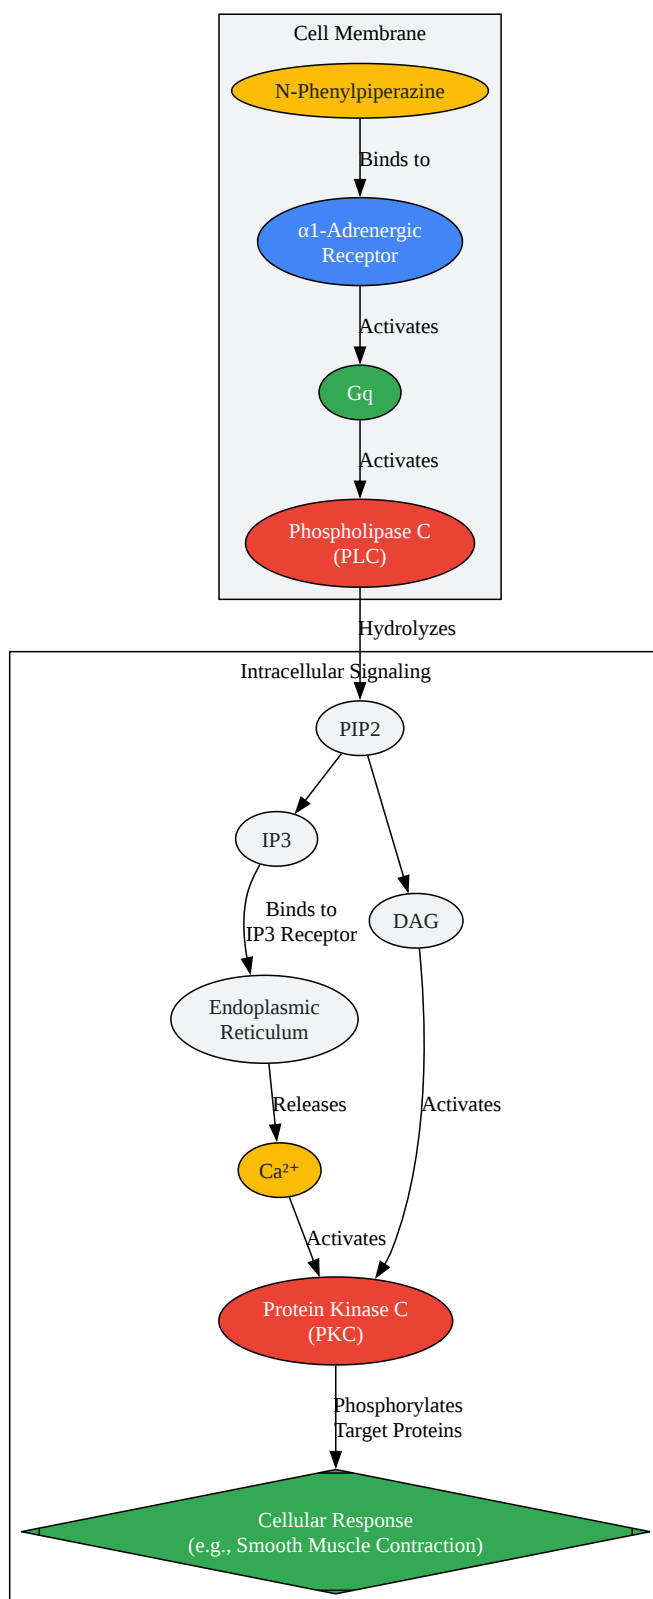 Cell Membrane
N-Phenylpiperazine
Binds to
α1-Adrenergic
Receptor
Activates
Gq
Activates
Phospholipase C
(PLC)
Hydrolyzes
Intracellular Signaling
PIP2
IP3
Binds to
IP3 Receptor
DAG
Endoplasmic
Reticulum
Releases
Activates
Ca²⁺
Activates
Protein Kinase C
(PKC)
Phosphorylates
Target Proteins
Cellular Response
(e.g., Smooth Muscle Contraction)